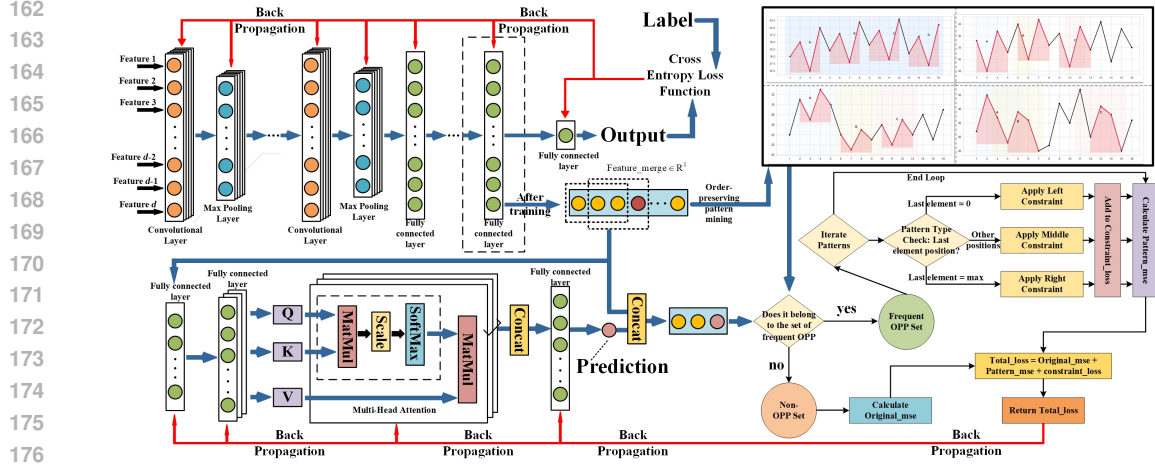 162
163
164
165
166
167
168
169
170
171
172
173
174
175
176
Back
Propagation
Feature 1
Feature 2
Feature 3
Feature d-2
Feature d-1
Feature d
Convolutional
Layer
Max Pooling
Layer
Convolutional
Layer
Max Pooling
Layer
Fully connected
layer
Fully connected
layer
Fully connected
layer
Back
Propagation
Label
Cross
Entropy Loss
Function
Output
Feature_merge ∈ R¹
After
training
Order-
preserving
pattern
mining
Fully connected
layer
Fully connected
layer
Q
K
V
MatMul
Scale
SoftMax
MatMul
Multi-Head Attention
Concat
Fully connected
layer
Prediction
Concat
Does it belong
to the set of
frequent OPP
yes
no
Frequent
OPP Set
Non-
OPP Set
Calculate
Original_mse
End Loop
Iterate
Patterns
Pattern Type
Check: Last
element position?
Last element = 0
Other
positions
Last element = max
Apply Left
Constraint
Apply Middle
Constraint
Apply Right
Constraint
Add to Constraint_loss
Calculate Pattern_mse
Total_loss = Original_mse +
Pattern_mse + constraint_loss
Return Total_loss
Back
Propagation
Back
Propagation
Back
Propagation
Back
Propagation